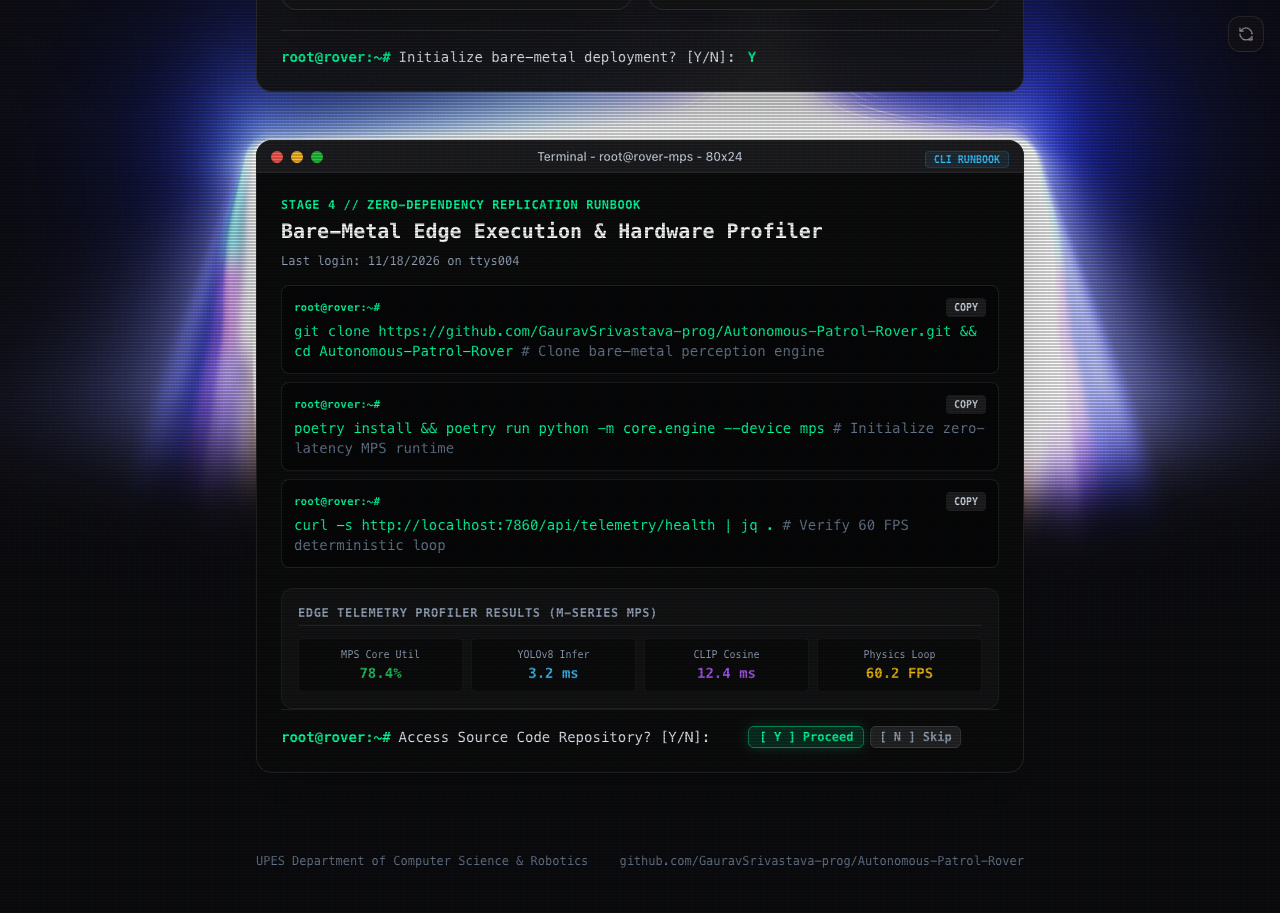 root@rover:~# Initialize bare-metal deployment? [Y/N]: Y
Terminal - root@rover-mps - 80x24
CLI RUNBOOK
STAGE 4 // ZERO-DEPENDENCY REPLICATION RUNBOOK
Bare-Metal Edge Execution & Hardware Profiler
Last login: 11/18/2026 on ttys004
root@rover:~#
COPY
git clone https://github.com/GauravSrivastava-prog/Autonomous-Patrol-Rover.git &&
cd Autonomous-Patrol-Rover # Clone bare-metal perception engine
root@rover:~#
COPY
poetry install && poetry run python -m core.engine --device mps # Initialize zero-
latency MPS runtime
root@rover:~#
COPY
curl -s http://localhost:7860/api/telemetry/health | jq . # Verify 60 FPS
deterministic loop
EDGE TELEMETRY PROFILER RESULTS (M-SERIES MPS)
MPS Core Util
78.4%
YOLOv8 Infer
3.2 ms
CLIP Cosine
12.4 ms
Physics Loop
60.2 FPS
root@rover:~# Access Source Code Repository? [Y/N]: [ Y ] Proceed [ N ] Skip
UPES Department of Computer Science & Robotics
github.com/GauravSrivastava-prog/Autonomous-Patrol-Rover